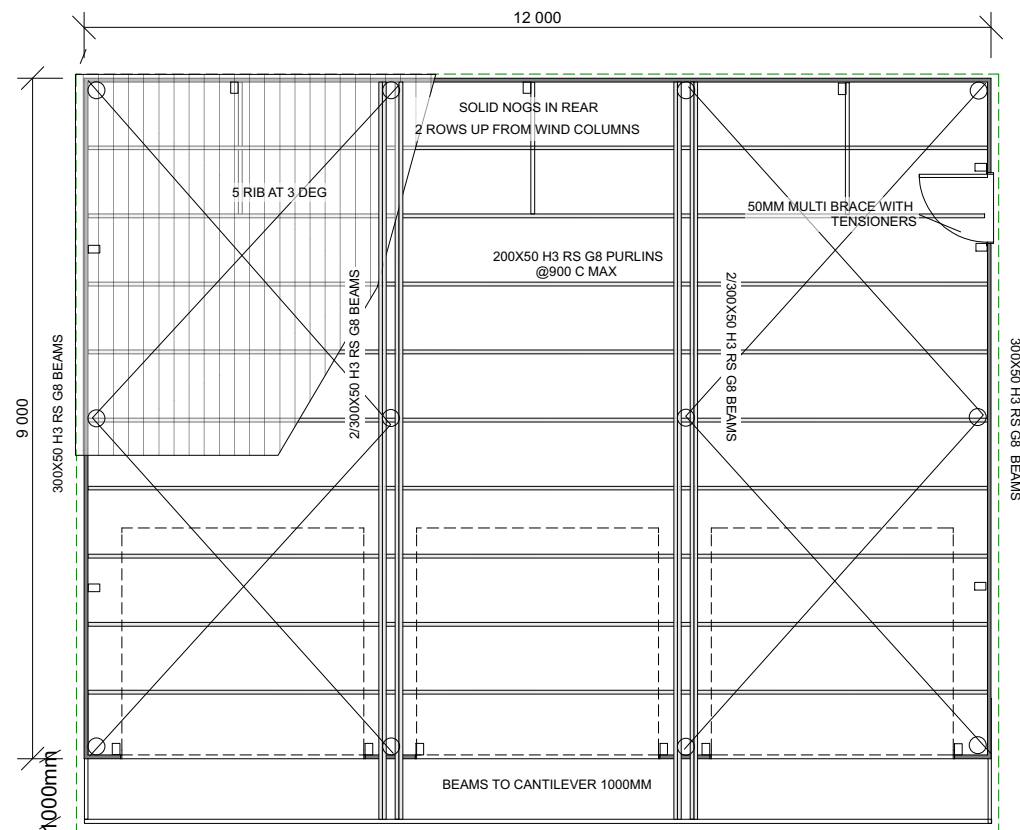 12 000
SOLID NOGS IN REAR
2 ROWS UP FROM WIND COLUMNS
5 RIB AT 3 DEG
50MM MULTI BRACE WITH
TENSIONERS
200X50 H3 RS G8 PURLINS
@900 C MAX
2/300X50 H3 RS G8 BEAMS
2/300X50 H3 RS G8 BEAMS
300X50 H3 RS G8 BEAMS
300X50 H3 RS G8 BEAMS
9 000
BEAMS TO CANTILEVER 1000MM
1000mm